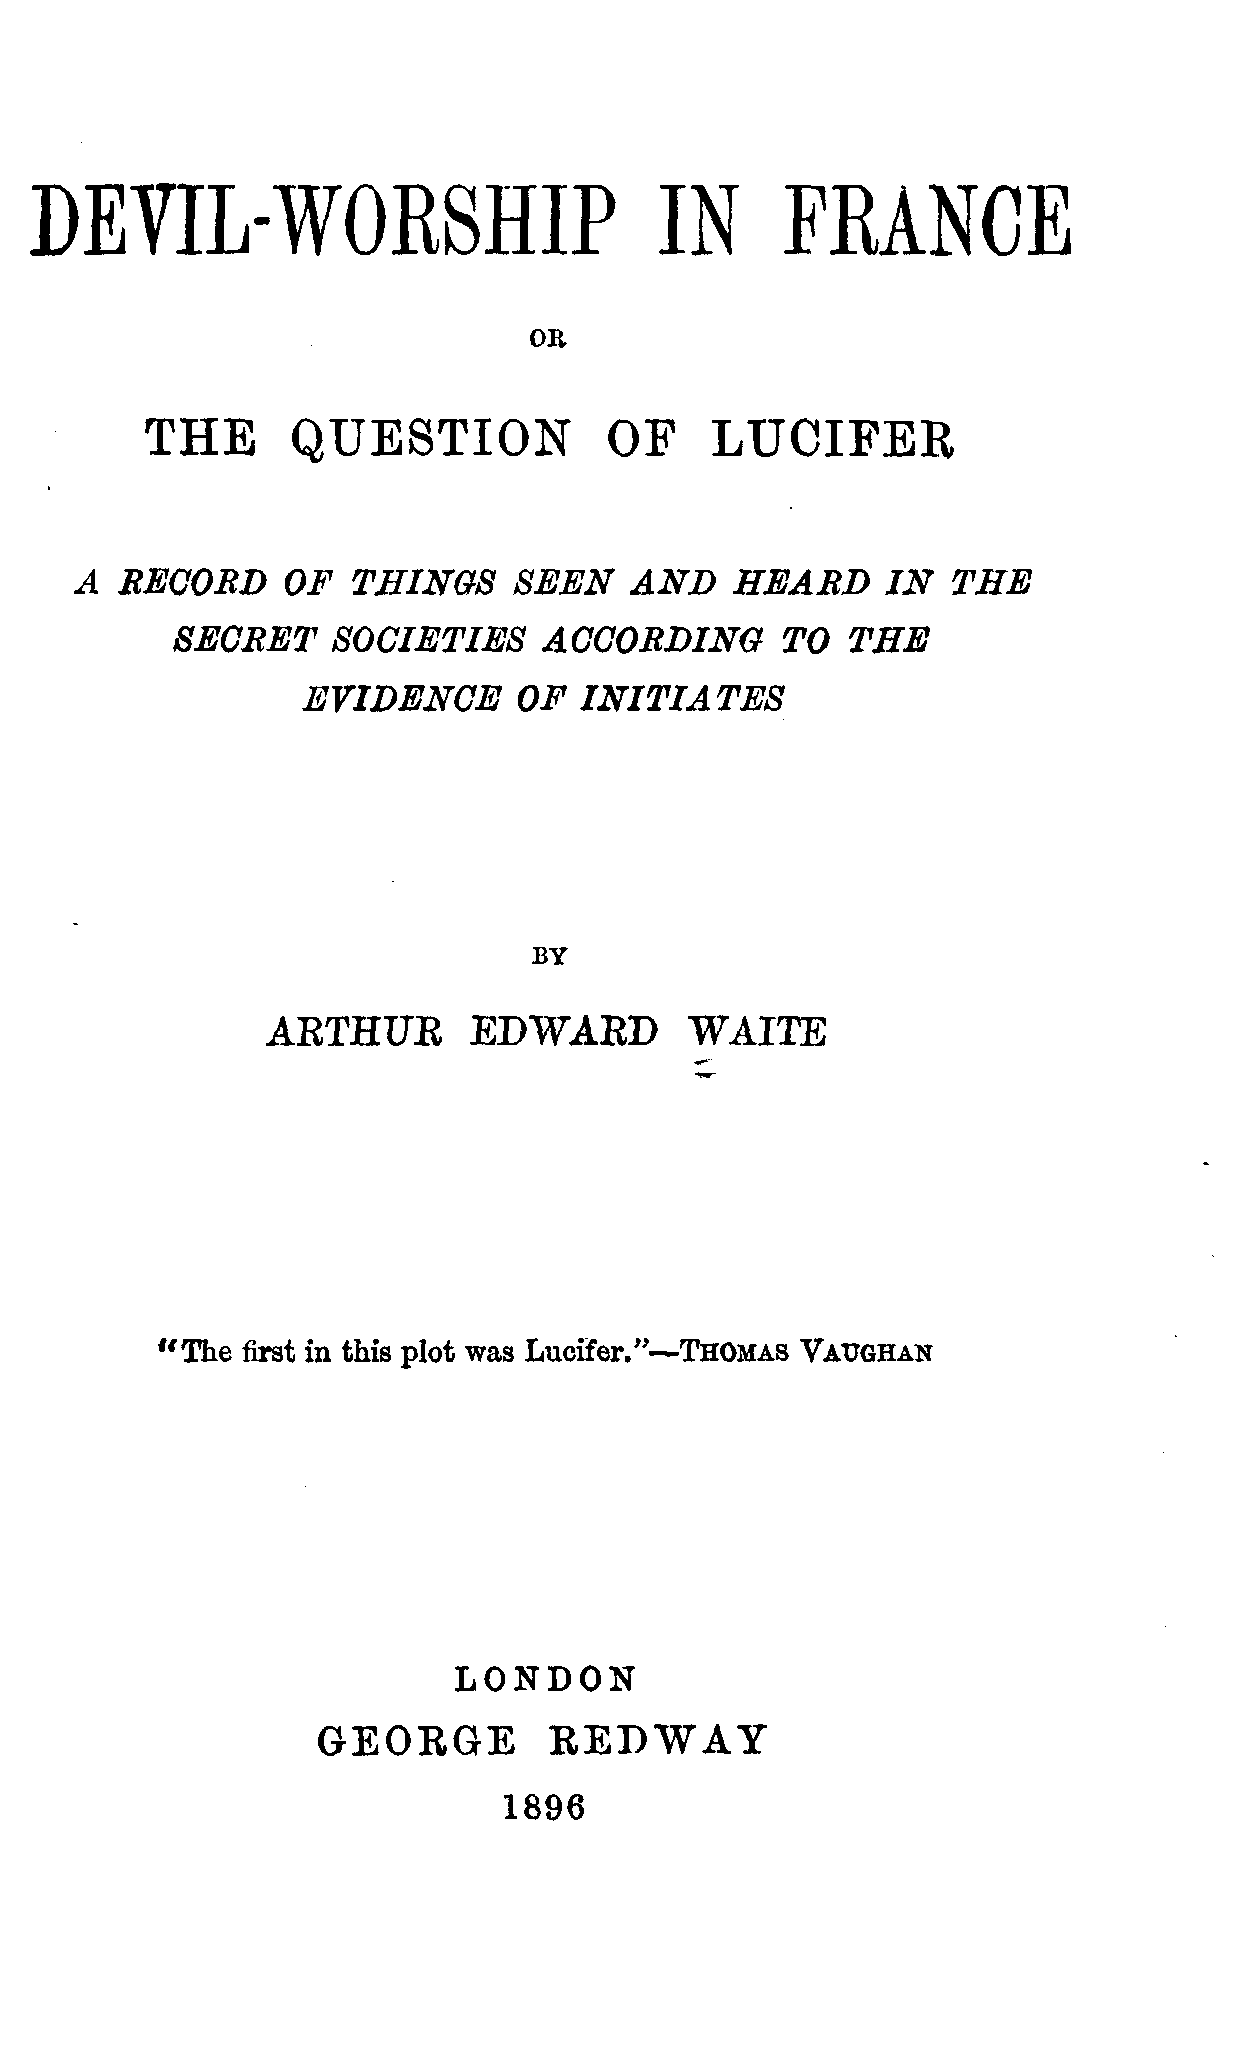 DEVIL-WORSHIP IN FRANCE
OR
THE QUESTION OF LUCIFER
A RECORD OF THINGS SEEN AND HEARD IN THE
SECRET SOCIETIES ACCORDING TO THE
EVIDENCE OF INITIATES
BY
ARTHUR EDWARD WAITE
"The first in this plot was Lucifer."—THOMAS VAUGHAN
LONDON
GEORGE REDWAY
1896